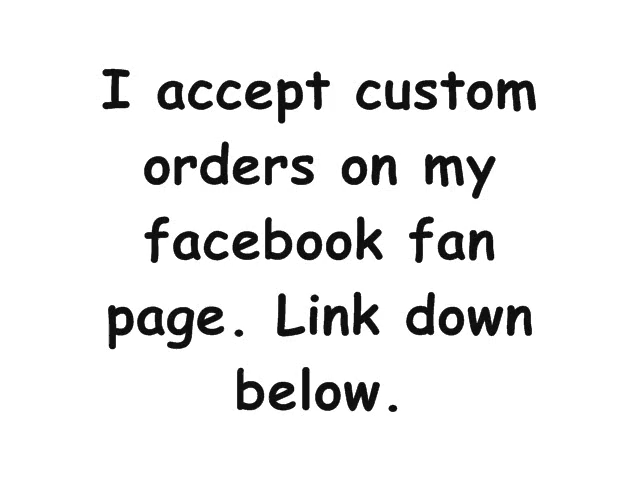 I accept custom
orders on my
facebook fan
page. Link down
below.